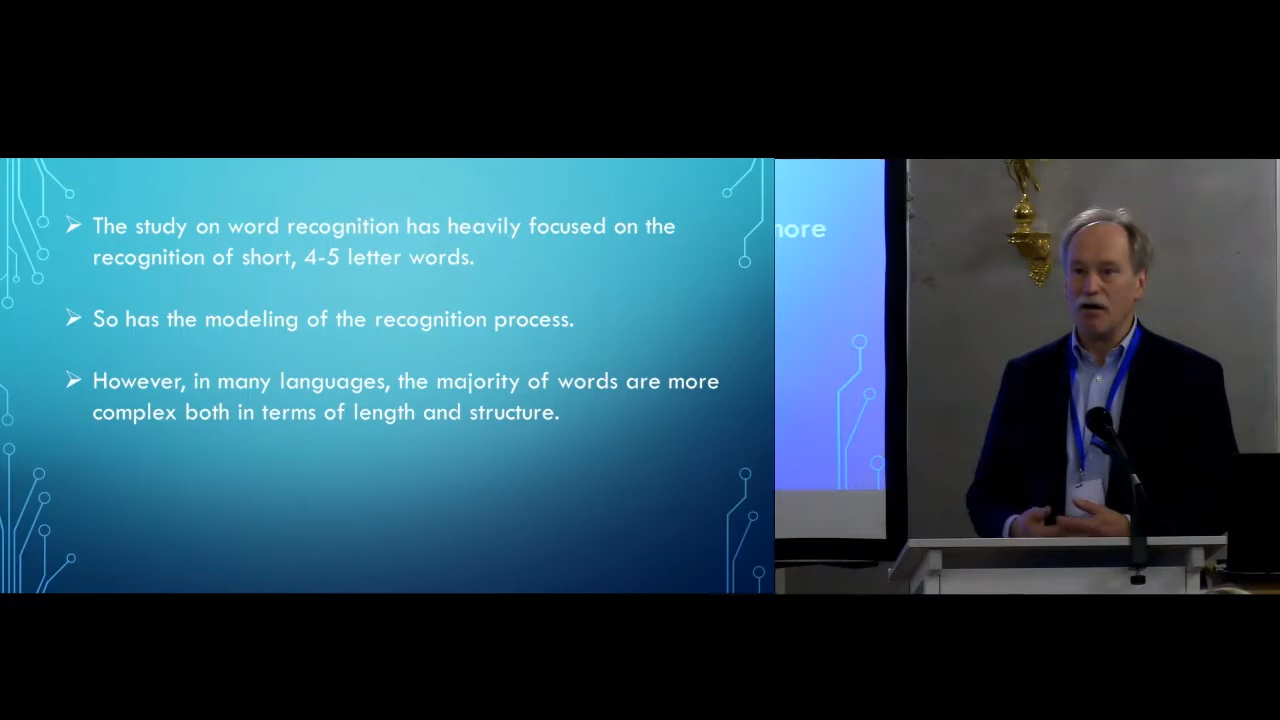 The study on word recognition has heavily focused on the
recognition of short, 4-5 letter words.
So has the modeling of the recognition process.
However, in many languages, the majority of words are more
complex both in terms of length and structure.
more